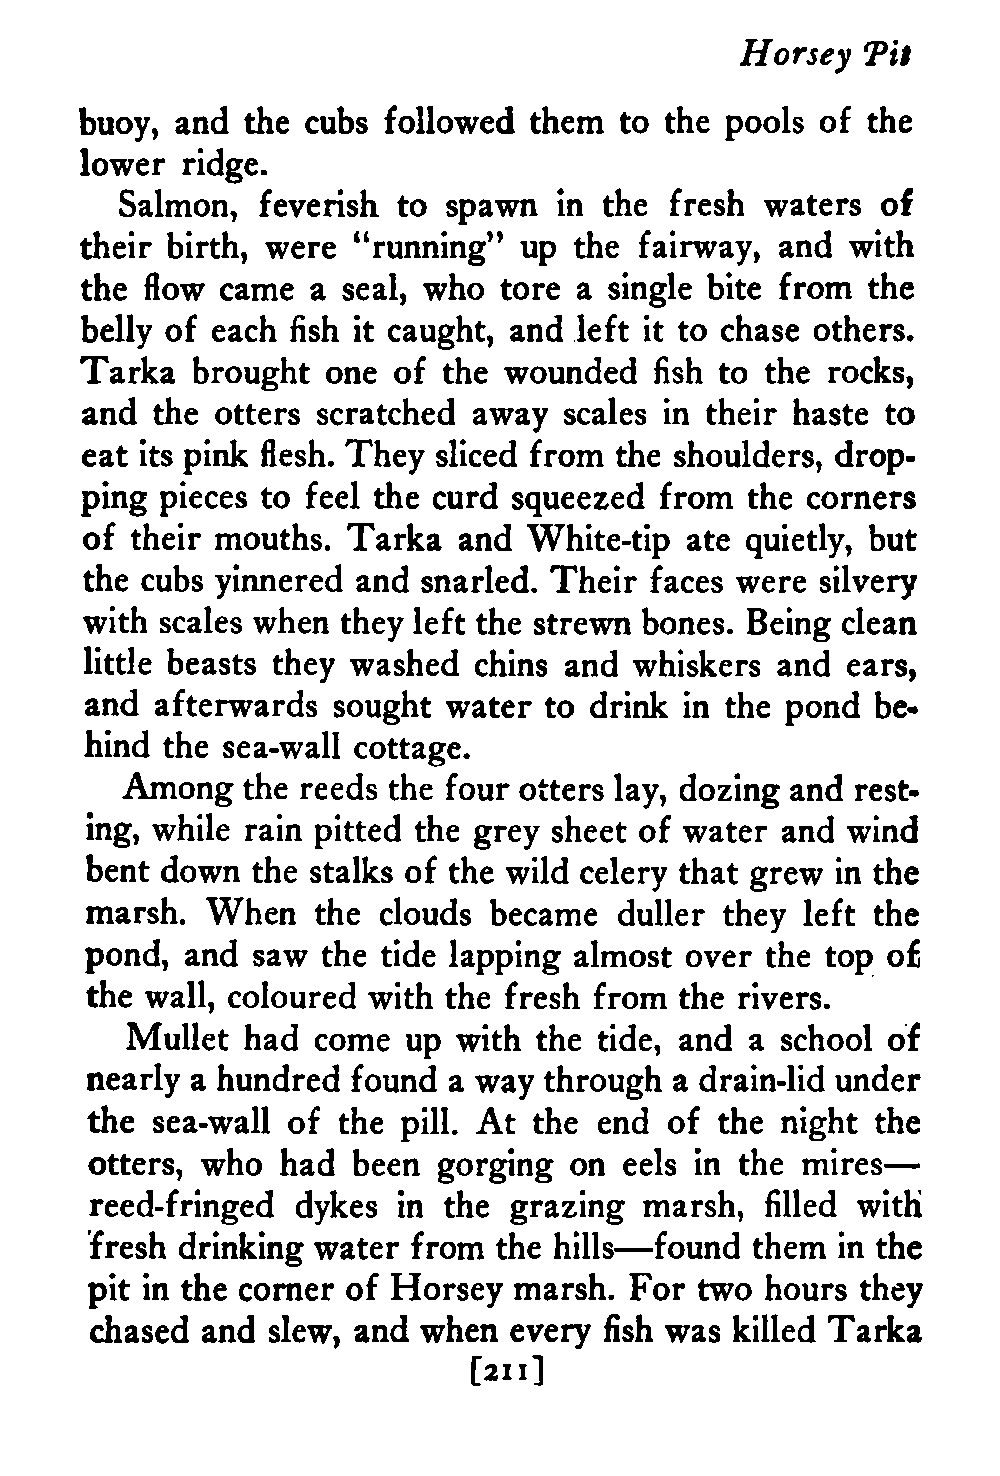 Horsey Pit
buoy, and the cubs followed them to the pools of the
lower ridge.
Salmon, feverish to spawn in the fresh waters of
their birth, were "running" up the fairway, and with
the flow came a seal, who tore a single bite from the
belly of each fish it caught, and left it to chase others.
Tarka brought one of the wounded fish to the rocks,
and the otters scratched away scales in their haste to
eat its pink flesh. They sliced from the shoulders, drop-
ping pieces to feel the curd squeezed from the corners
of their mouths. Tarka and White-tip ate quietly, but
the cubs yinnered and snarled. Their faces were silvery
with scales when they left the strewn bones. Being clean
little beasts they washed chins and whiskers and ears,
and afterwards sought water to drink in the pond be-
hind the sea-wall cottage.
Among the reeds the four otters lay, dozing and rest-
ing, while rain pitted the grey sheet of water and wind
bent down the stalks of the wild celery that grew in the
marsh. When the clouds became duller they left the
pond, and saw the tide lapping almost over the top of
the wall, coloured with the fresh from the rivers.
Mullet had come up with the tide, and a school of
nearly a hundred found a way through a drain-lid under
the sea-wall of the pill. At the end of the night the
otters, who had been gorging on eels in the mires—
reed-fringed dykes in the grazing marsh, filled with
fresh drinking water from the hills—found them in the
pit in the corner of Horsey marsh. For two hours they
chased and slew, and when every fish was killed Tarka
[211]